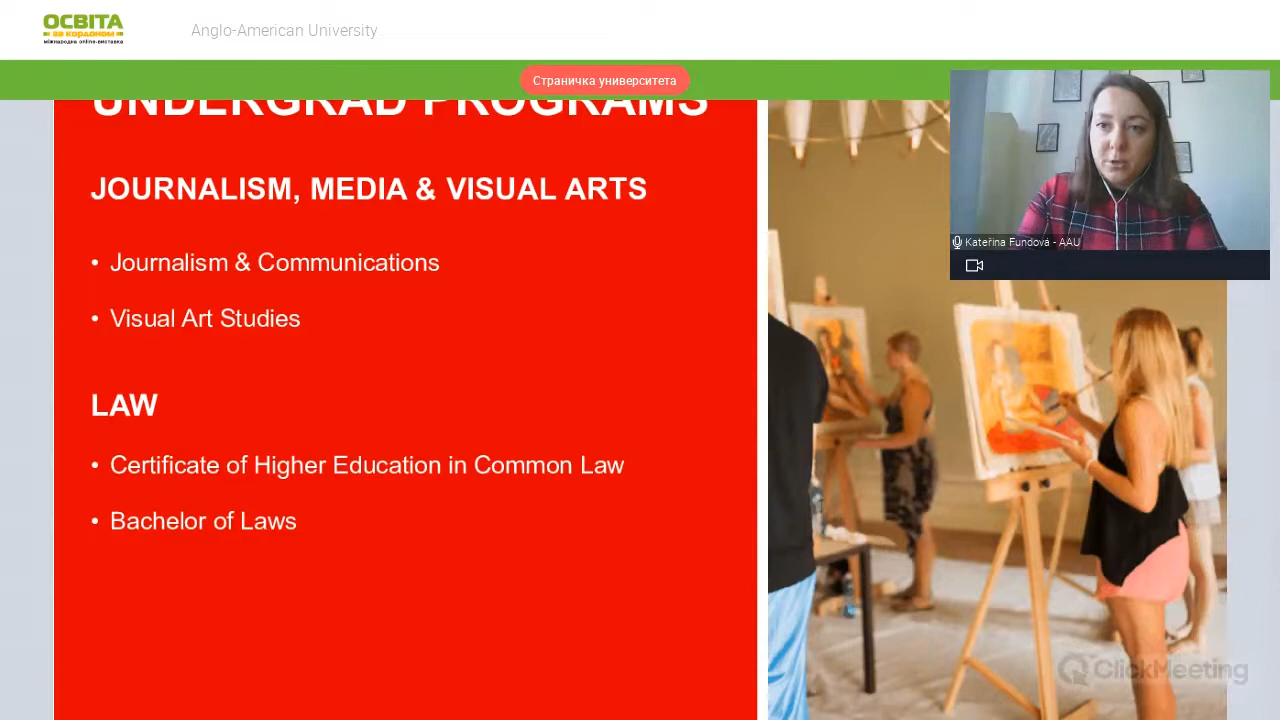 ОСВІТА
за кордоном
міжнародна online-виставка
Anglo-American University
Страничка университета
UNDERGRAD PROGRAMS
JOURNALISM, MEDIA & VISUAL ARTS
• Journalism & Communications
• Visual Art Studies
LAW
• Certificate of Higher Education in Common Law
• Bachelor of Laws
Kateřina Fundová - AAU
ClickMeeting